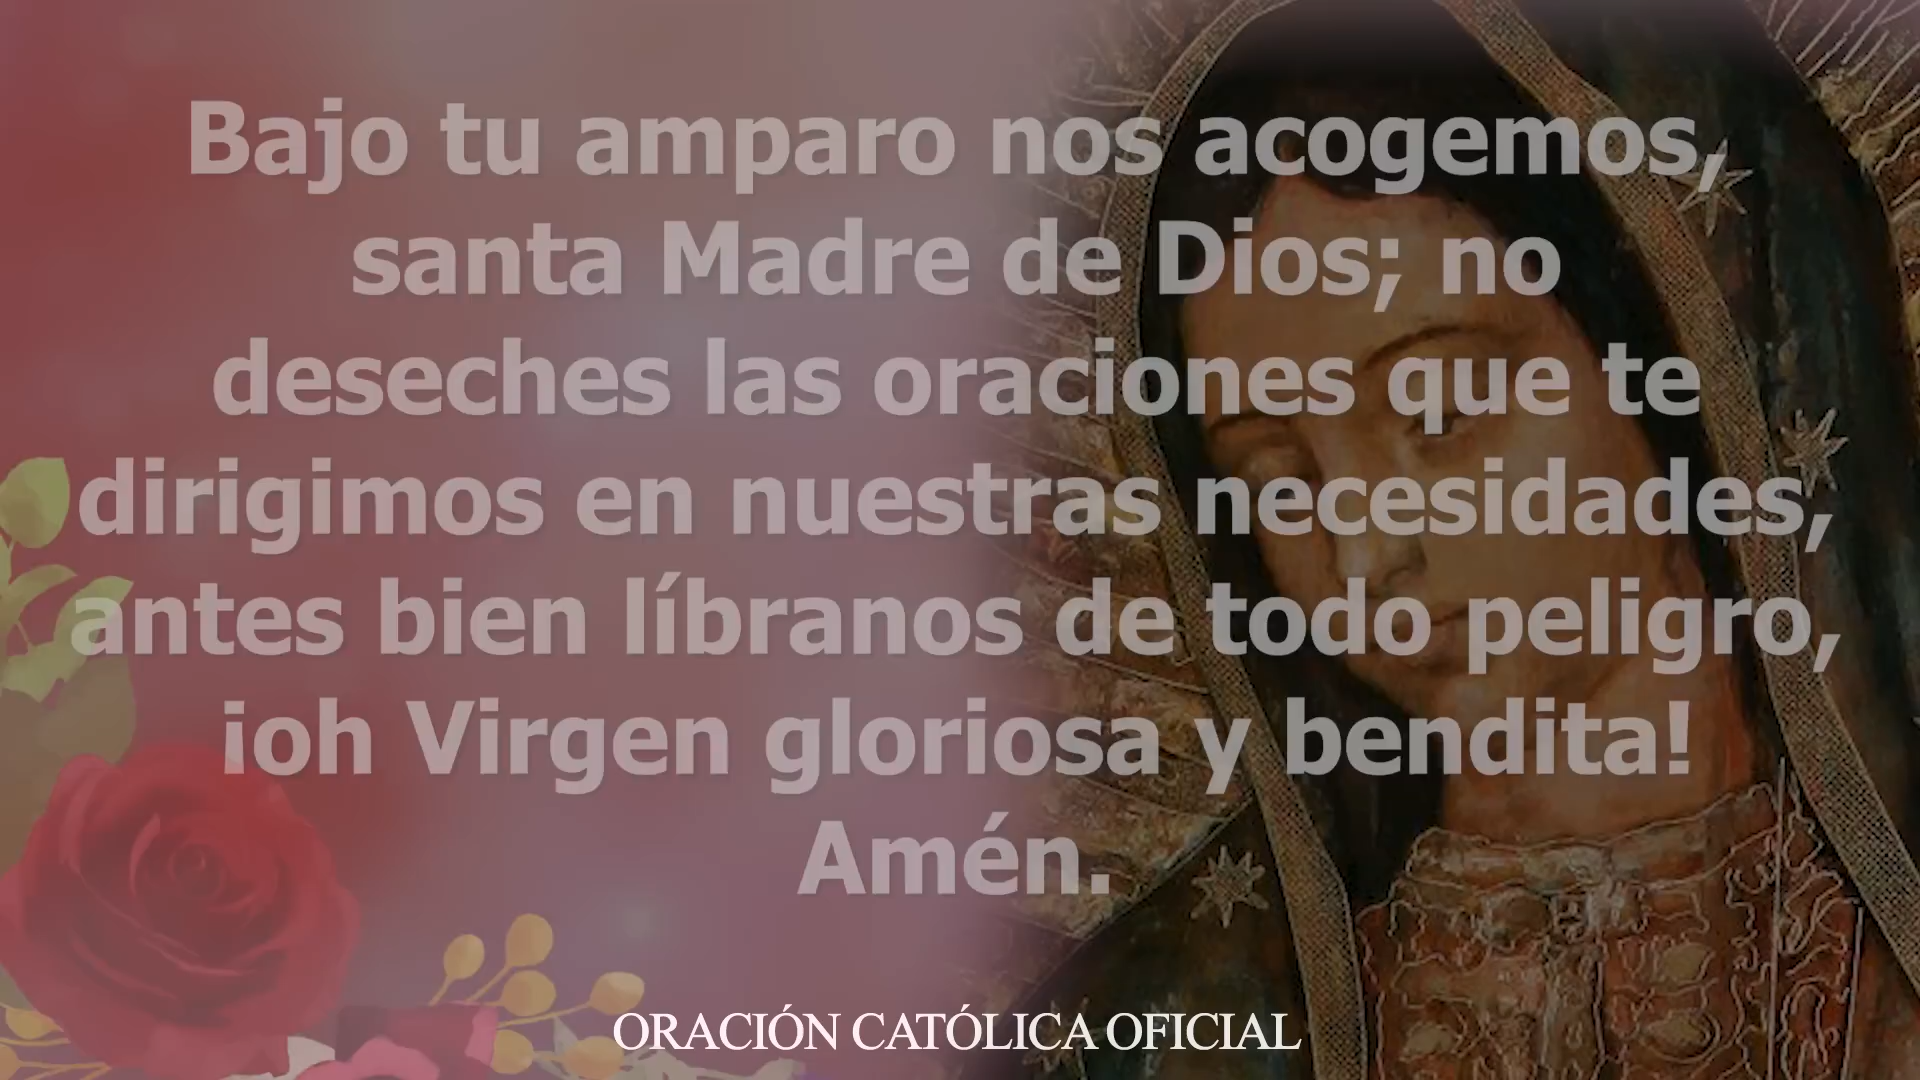 Bajo tu amparo nos acogemos,
santa Madre de Dios; no
deseches las oraciones que te
dirigimos en nuestras necesidades,
antes bien líbranos de todo peligro,
¡oh Virgen gloriosa y bendita!
Amén.
ORACIÓN CATÓLICA OFICIAL